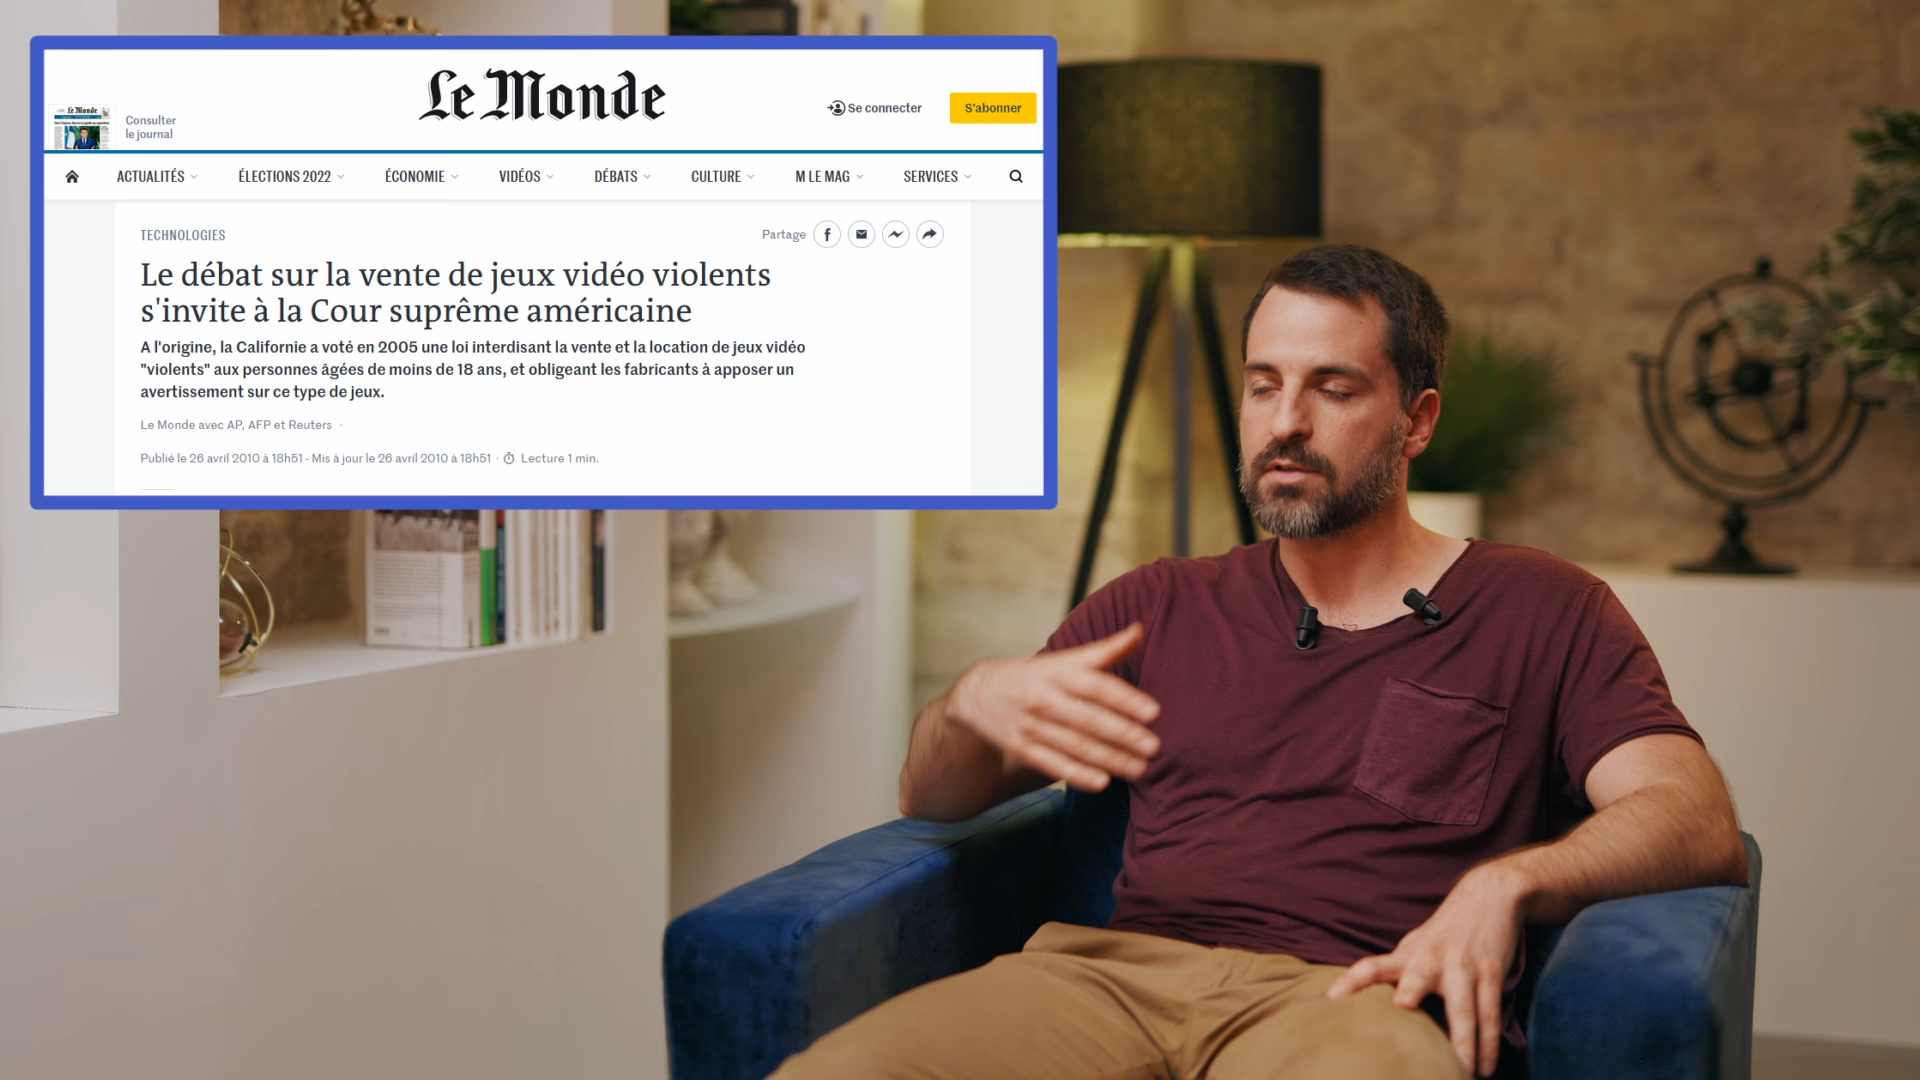 Le Monde
Consulter
le journal
Se connecter
S'abonner
Le Monde
ACTUALITÉS
ÉLECTIONS 2022
ÉCONOMIE
VIDÉOS
DÉBATS
CULTURE
M LE MAG
SERVICES
TECHNOLOGIES
Partage
Le débat sur la vente de jeux vidéo violents
s'invite à la Cour suprême américaine
A l'origine, la Californie a voté en 2005 une loi interdisant la vente et la location de jeux vidéo
"violents" aux personnes âgées de moins de 18 ans, et obligeant les fabricants à apposer un
avertissement sur ce type de jeux.
Le Monde avec AP, AFP et Reuters
Publié le 26 avril 2010 à 18h51 - Mis à jour le 26 avril 2010 à 18h51 · Lecture 1 min.